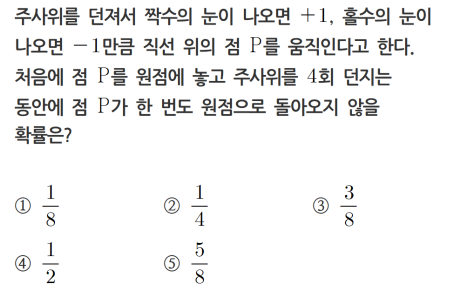 주사위를 던져서 짝수의 눈이 나오면 +1, 홀수의 눈이
나오면 −1만큼 직선 위의 점 P를 움직인다고 한다.
처음에 점 P를 원점에 놓고 주사위를 4회 던지는
동안에 점 P가 한 번도 원점으로 돌아오지 않을
확률은?
① 1/8 ② 1/4 ③ 3/8
④ 1/2 ⑤ 5/8